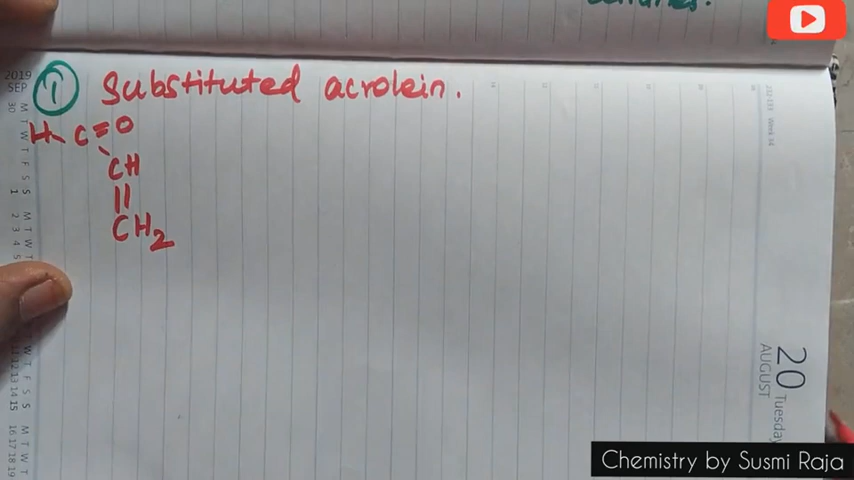 ① Substituted acrolein.
H-C=O
CH
||
CH2
2019
SEP
20
AUGUST
Tuesday
Chemistry by Susmi Raja